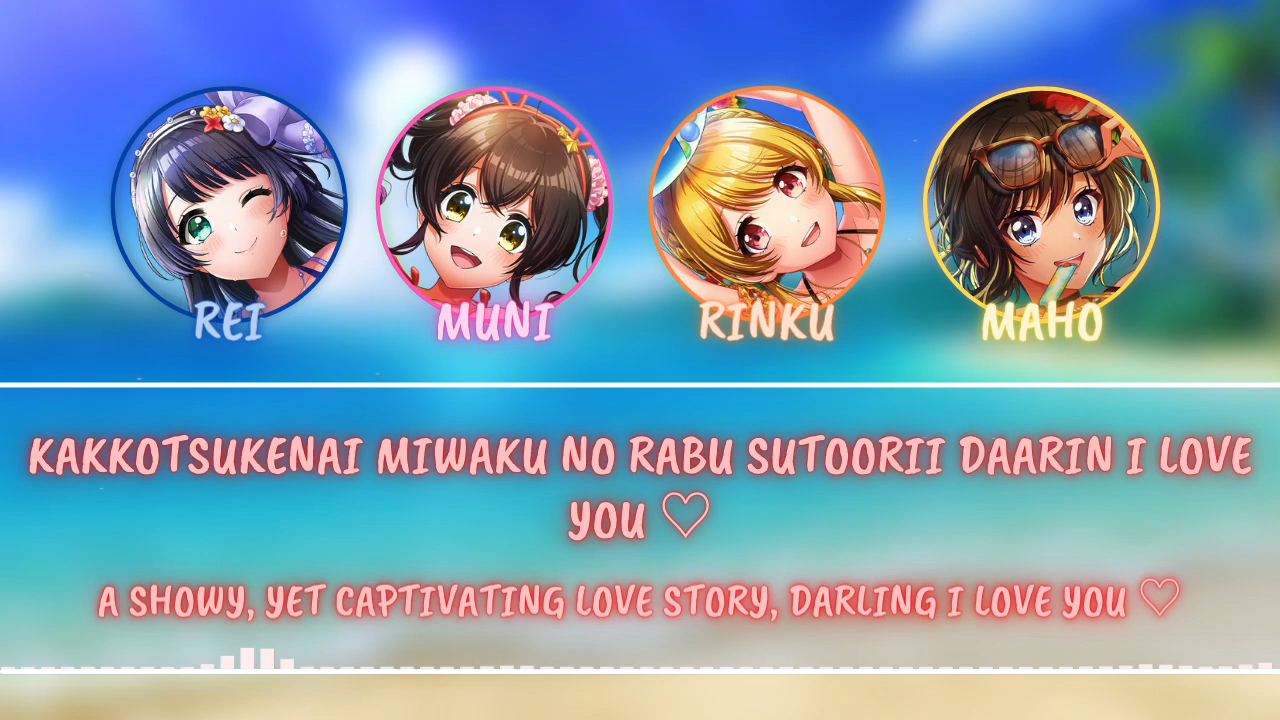 REI
MUNI
RINKU
MAHO
KAKKOTSUKENAI MIWAKU NO RABU SUTOORII DAARIN I LOVE
YOU ♡
A SHOWY, YET CAPTIVATING LOVE STORY, DARLING I LOVE YOU ♡